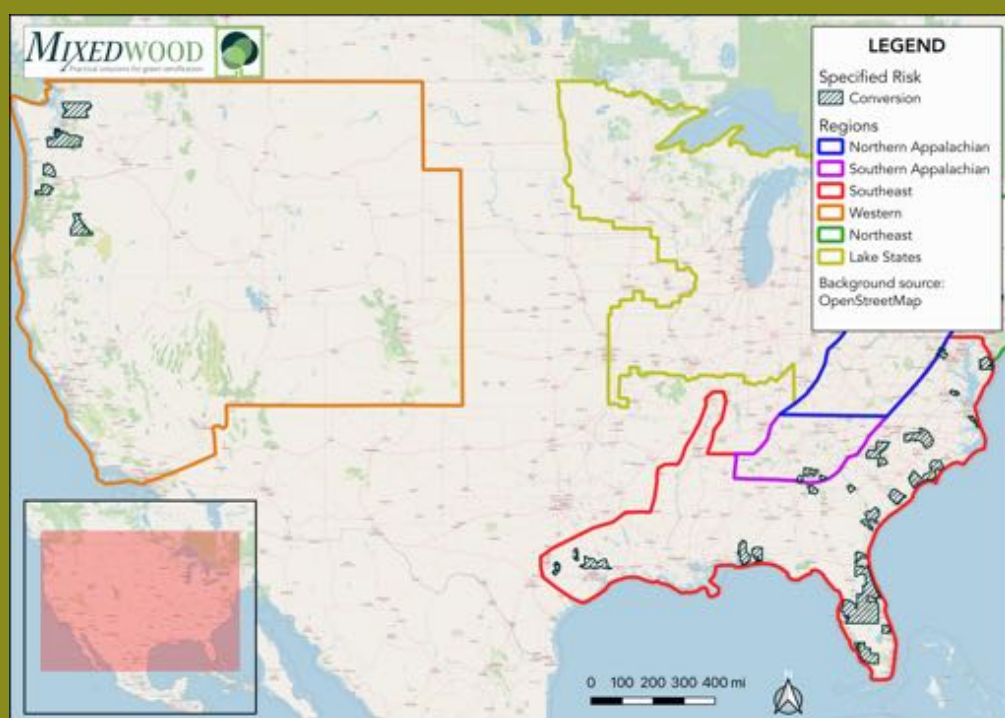 MIXEDWOOD
Practical solutions for green certification
LEGEND
Specified Risk
Conversion
Regions
Northern Appalachian
Southern Appalachian
Southeast
Western
Northeast
Lake States
Background source:
OpenStreetMap
0 100 200 300 400 mi